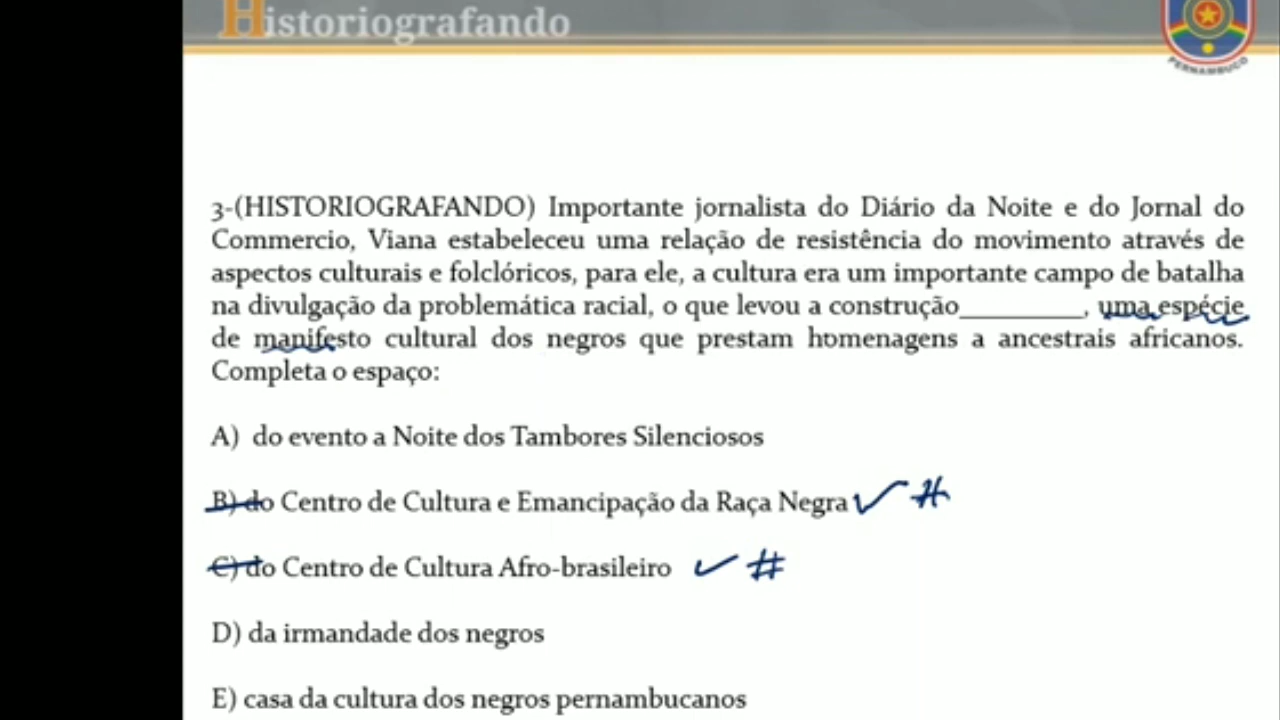 Historiografando
PERNAMBUCO
3-(HISTORIOGRAFANDO) Importante jornalista do Diário da Noite e do Jornal do
Commercio, Viana estabeleceu uma relação de resistência do movimento através de
aspectos culturais e folclóricos, para ele, a cultura era um importante campo de batalha
na divulgação da problemática racial, o que levou a construção_________, uma espécie
de manifesto cultural dos negros que prestam homenagens a ancestrais africanos.
Completa o espaço:
A) do evento a Noite dos Tambores Silenciosos
B) do Centro de Cultura e Emancipação da Raça Negra ✓ #
C) do Centro de Cultura Afro-brasileiro ✓ #
D) da irmandade dos negros
E) casa da cultura dos negros pernambucanos